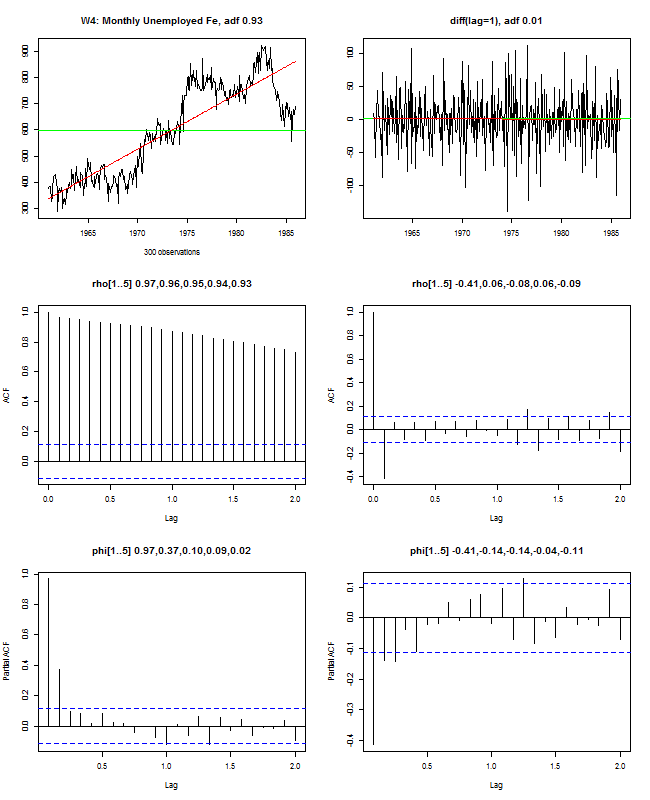 W4: Monthly Unemployed Fe, adf 0.93
diff(lag=1), adf 0.01
900
800
700
600
500
400
300
1965 1970 1975 1980 1985
300 observations
100
50
0
-50
-100
1965 1970 1975 1980 1985
rho[1..5] 0.97,0.96,0.95,0.94,0.93
rho[1..5] -0.41,0.06,-0.08,0.06,-0.09
ACF
1.0
0.8
0.6
0.4
0.2
0.0
0.0 0.5 1.0 1.5 2.0
Lag
ACF
1.0
0.8
0.6
0.4
0.2
0.0
-0.2
-0.4
0.0 0.5 1.0 1.5 2.0
Lag
phi[1..5] 0.97,0.37,0.10,0.09,0.02
phi[1..5] -0.41,-0.14,-0.14,-0.04,-0.11
Partial ACF
1.0
0.8
0.6
0.4
0.2
0.0
0.5 1.0 1.5 2.0
Lag
Partial ACF
0.1
0.0
-0.1
-0.2
-0.3
-0.4
0.5 1.0 1.5 2.0
Lag